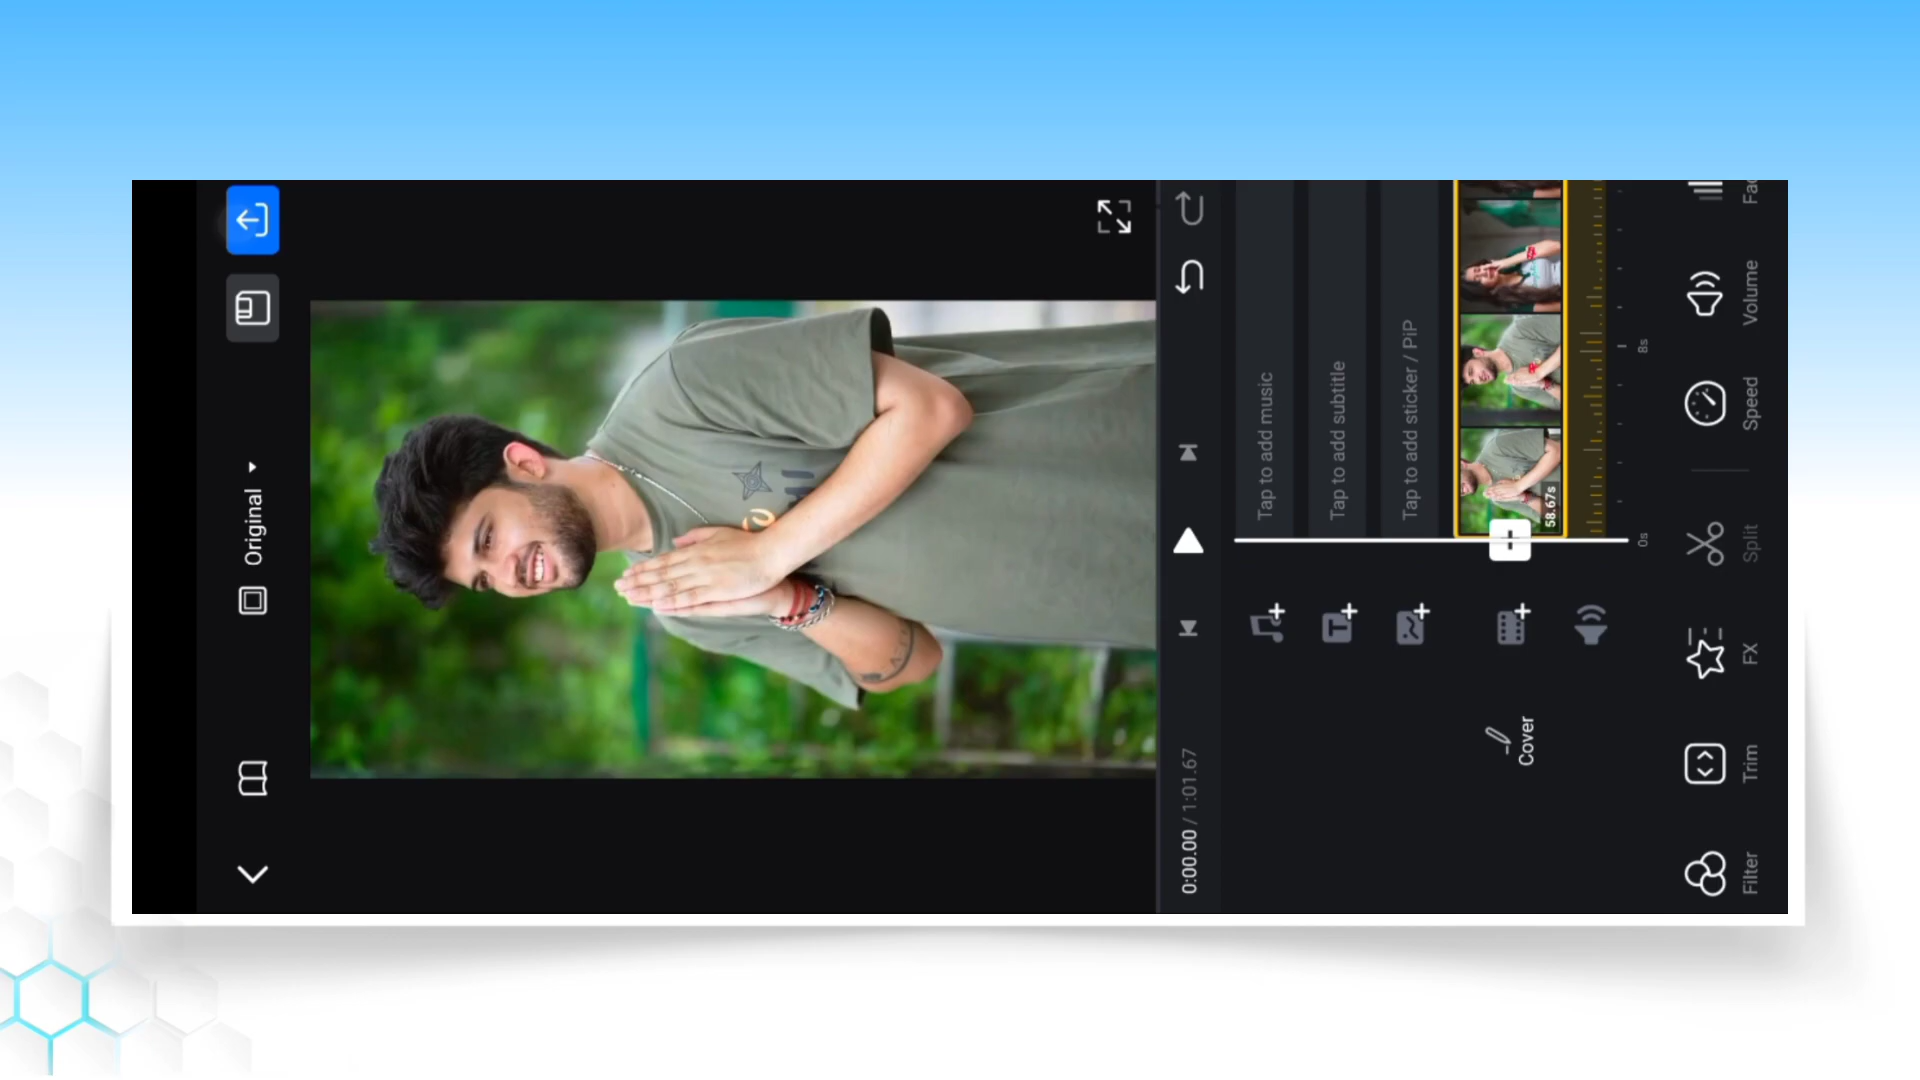 Original
0:00.00 / 1:01.67
Tap to add music
Tap to add subtitle
Tap to add sticker / PiP
Cover
58.67s
0s
8s
Filter
Trim
FX
Split
Speed
Volume